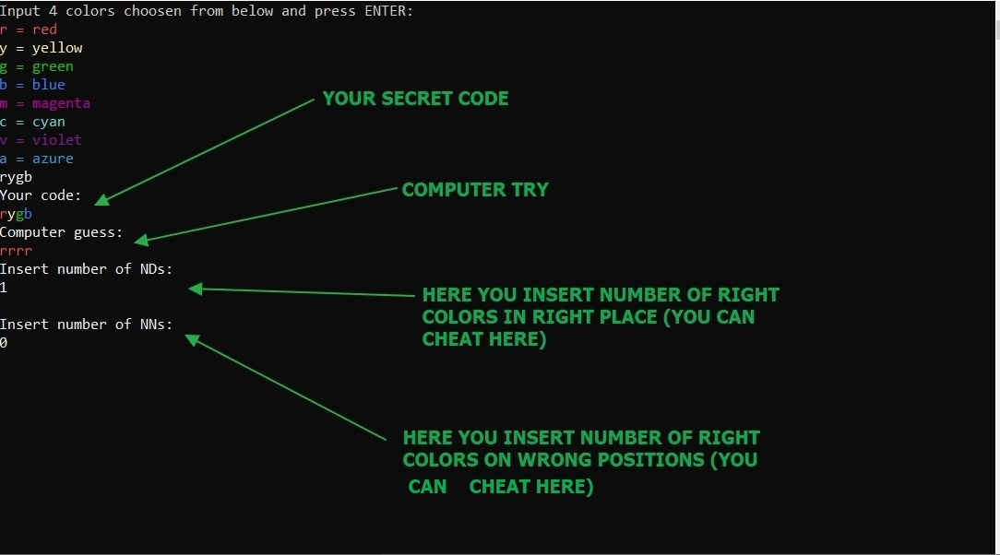 Input 4 colors choosen from below and press ENTER:
r = red
y = yellow
g = green
b = blue
m = magenta
c = cyan
v = violet
a = azure
rygb
Your code:
rygb
Computer guess:
rrrr
Insert number of NDs:
1
Insert number of NNs:
0
YOUR SECRET CODE
COMPUTER TRY
HERE YOU INSERT NUMBER OF RIGHT
COLORS IN RIGHT PLACE (YOU CAN
CHEAT HERE)
HERE YOU INSERT NUMBER OF RIGHT
COLORS ON WRONG POSITIONS (YOU
CAN CHEAT HERE)